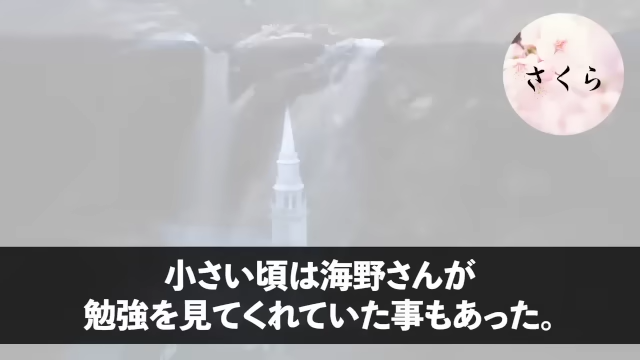 さくら
小さい頃は海野さんが
勉強を見てくれていた事もあった。